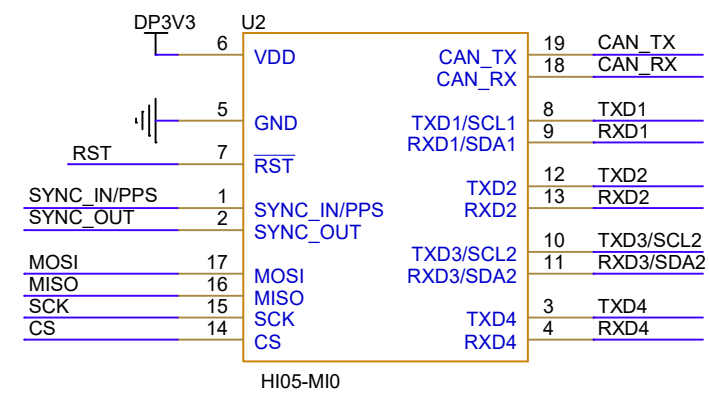 DP3V3 U2
6 VDD CAN_TX 19 CAN_TX
CAN_RX 18 CAN_RX
5 GND TXD1/SCL1 8 TXD1
RXD1/SDA1 9 RXD1
RST 7 RST
TXD2 12 TXD2
SYNC_IN/PPS 1 SYNC_IN/PPS RXD2 13 RXD2
SYNC_OUT 2 SYNC_OUT
TXD3/SCL2 10 TXD3/SCL2
MOSI 17 MOSI RXD3/SDA2 11 RXD3/SDA2
MISO 16 MISO
SCK 15 SCK TXD4 3 TXD4
CS 14 CS RXD4 4 RXD4
HI05-MI0